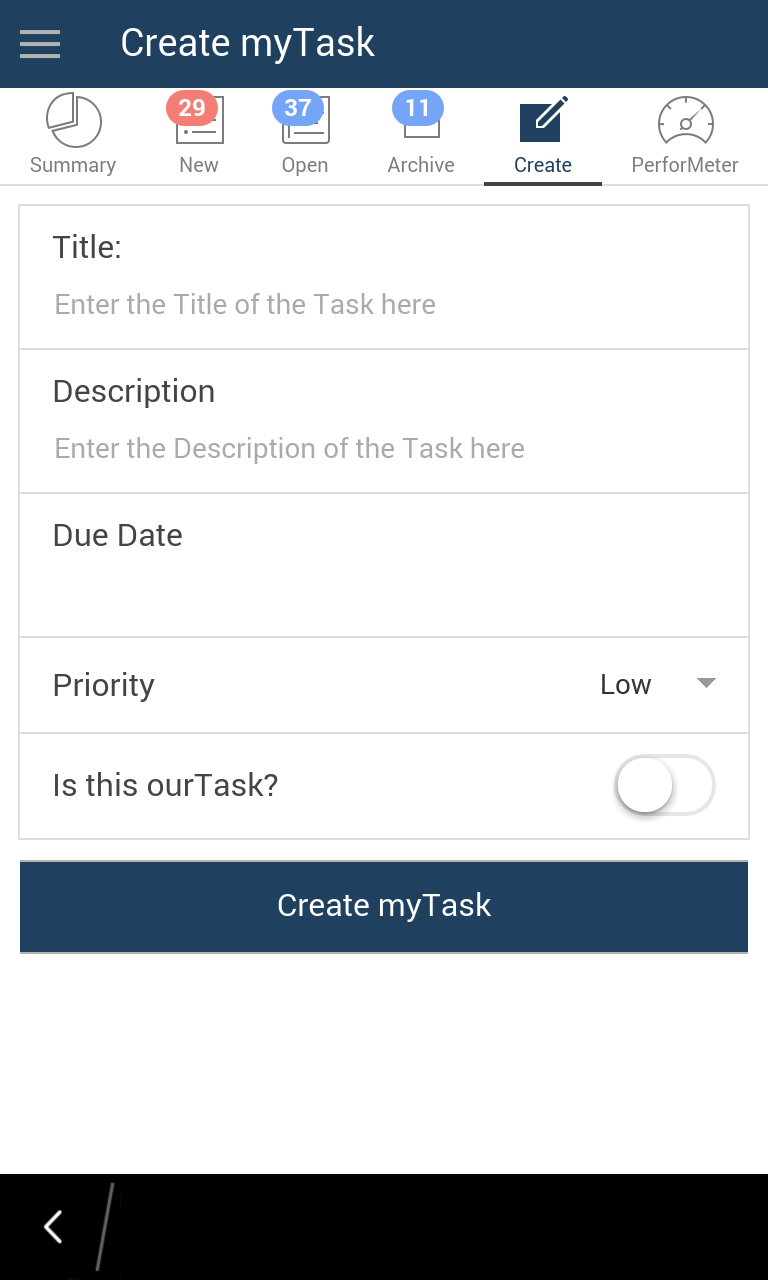 Create myTask
29 37 11
Summary New Open Archive Create PerforMeter
Title:
Enter the Title of the Task here
Description
Enter the Description of the Task here
Due Date
Priority Low
Is this ourTask?
Create myTask